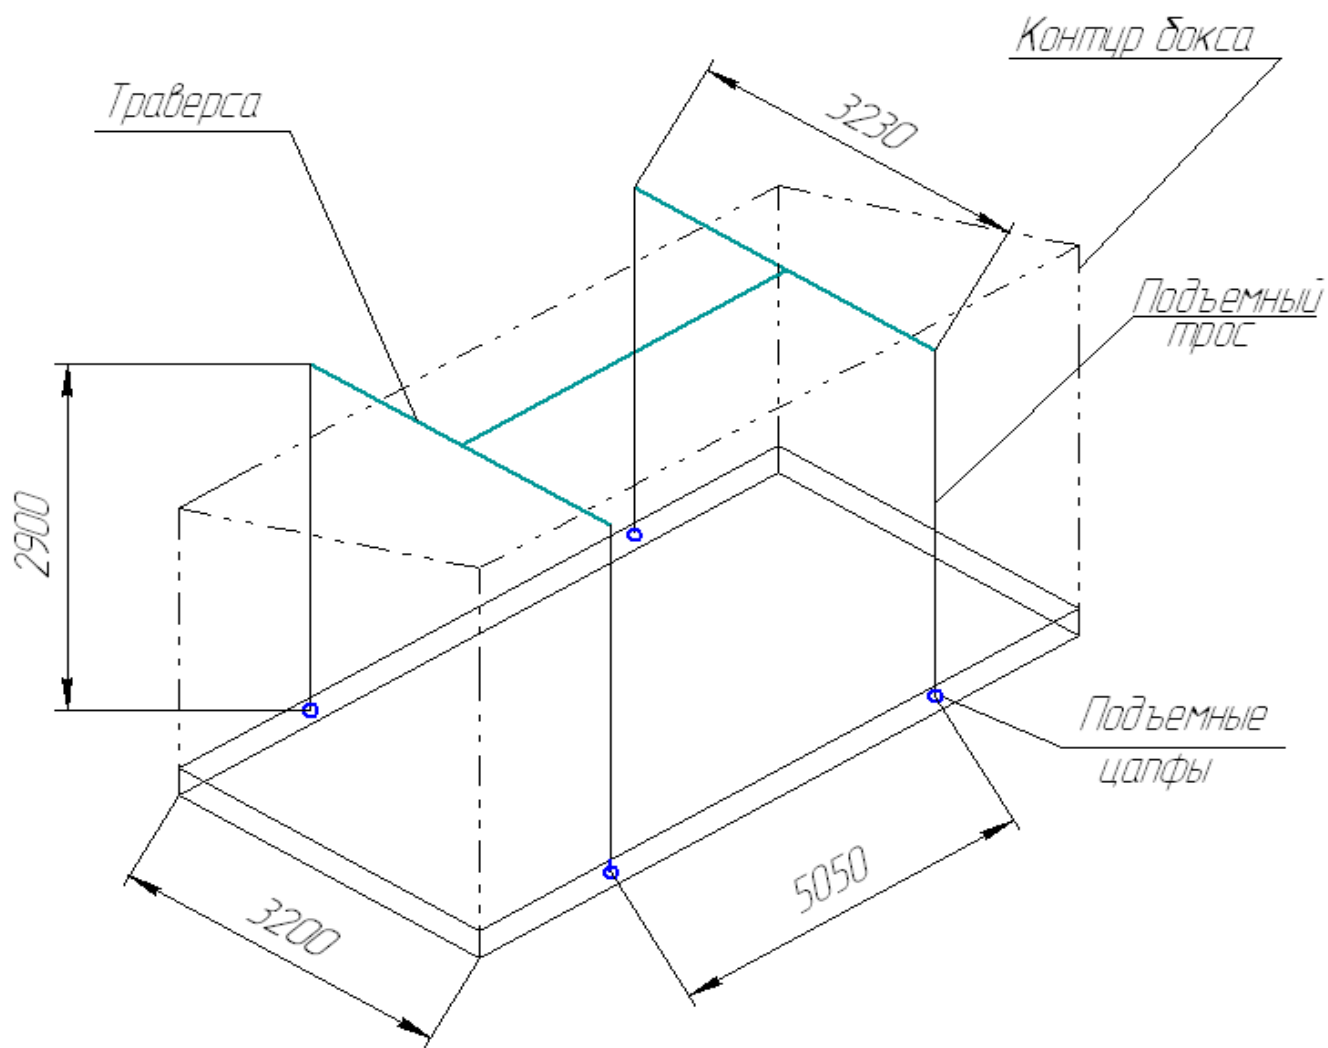 Контур бокса
Траверса
3230
Подъемный
трос
2900
Подъемные
цапфы
5050
3200